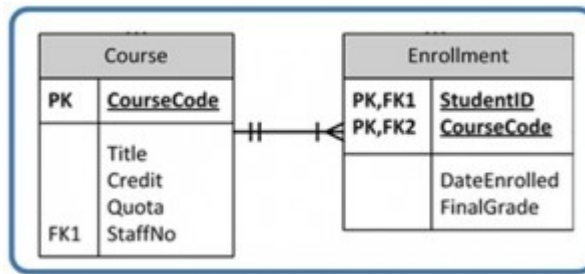 Course
PK CourseCode
Title
Credit
Quota
FK1 StaffNo
Enrollment
PK,FK1 StudentID
PK,FK2 CourseCode
DateEnrolled
FinalGrade